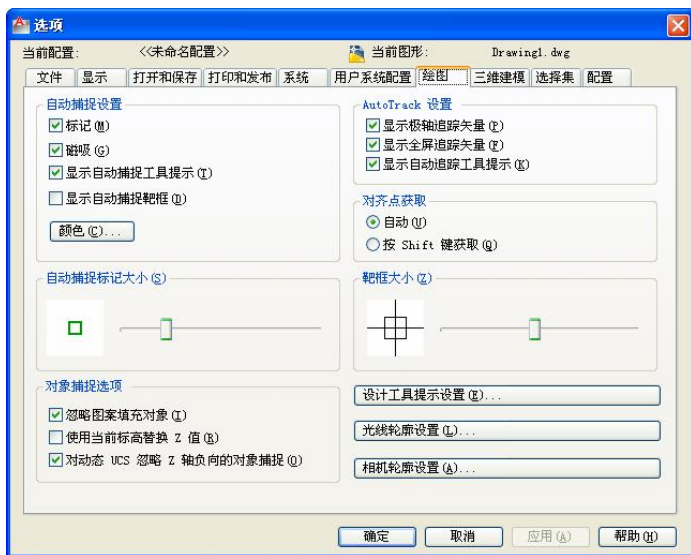 选项
当前配置: <<未命名配置>> 当前图形: Drawing1.dwg
文件 显示 打开和保存 打印和发布 系统 用户系统配置 绘图 三维建模 选择集 配置
自动捕捉设置
标记(M)
磁吸(G)
显示自动捕捉工具提示(T)
显示自动捕捉靶框(D)
颜色(C)...
AutoTrack 设置
显示极轴追踪矢量(P)
显示全屏追踪矢量(F)
显示自动追踪工具提示(K)
对齐点获取
自动(U)
按 Shift 键获取(Q)
自动捕捉标记大小(S)
靶框大小(Z)
对象捕捉选项
忽略图案填充对象(I)
使用当前标高替换 Z 值(R)
对动态 UCS 忽略 Z 轴负向的对象捕捉(O)
设计工具提示设置(E)...
光线轮廓设置(L)...
相机轮廓设置(A)...
确定 取消 应用(A) 帮助(H)